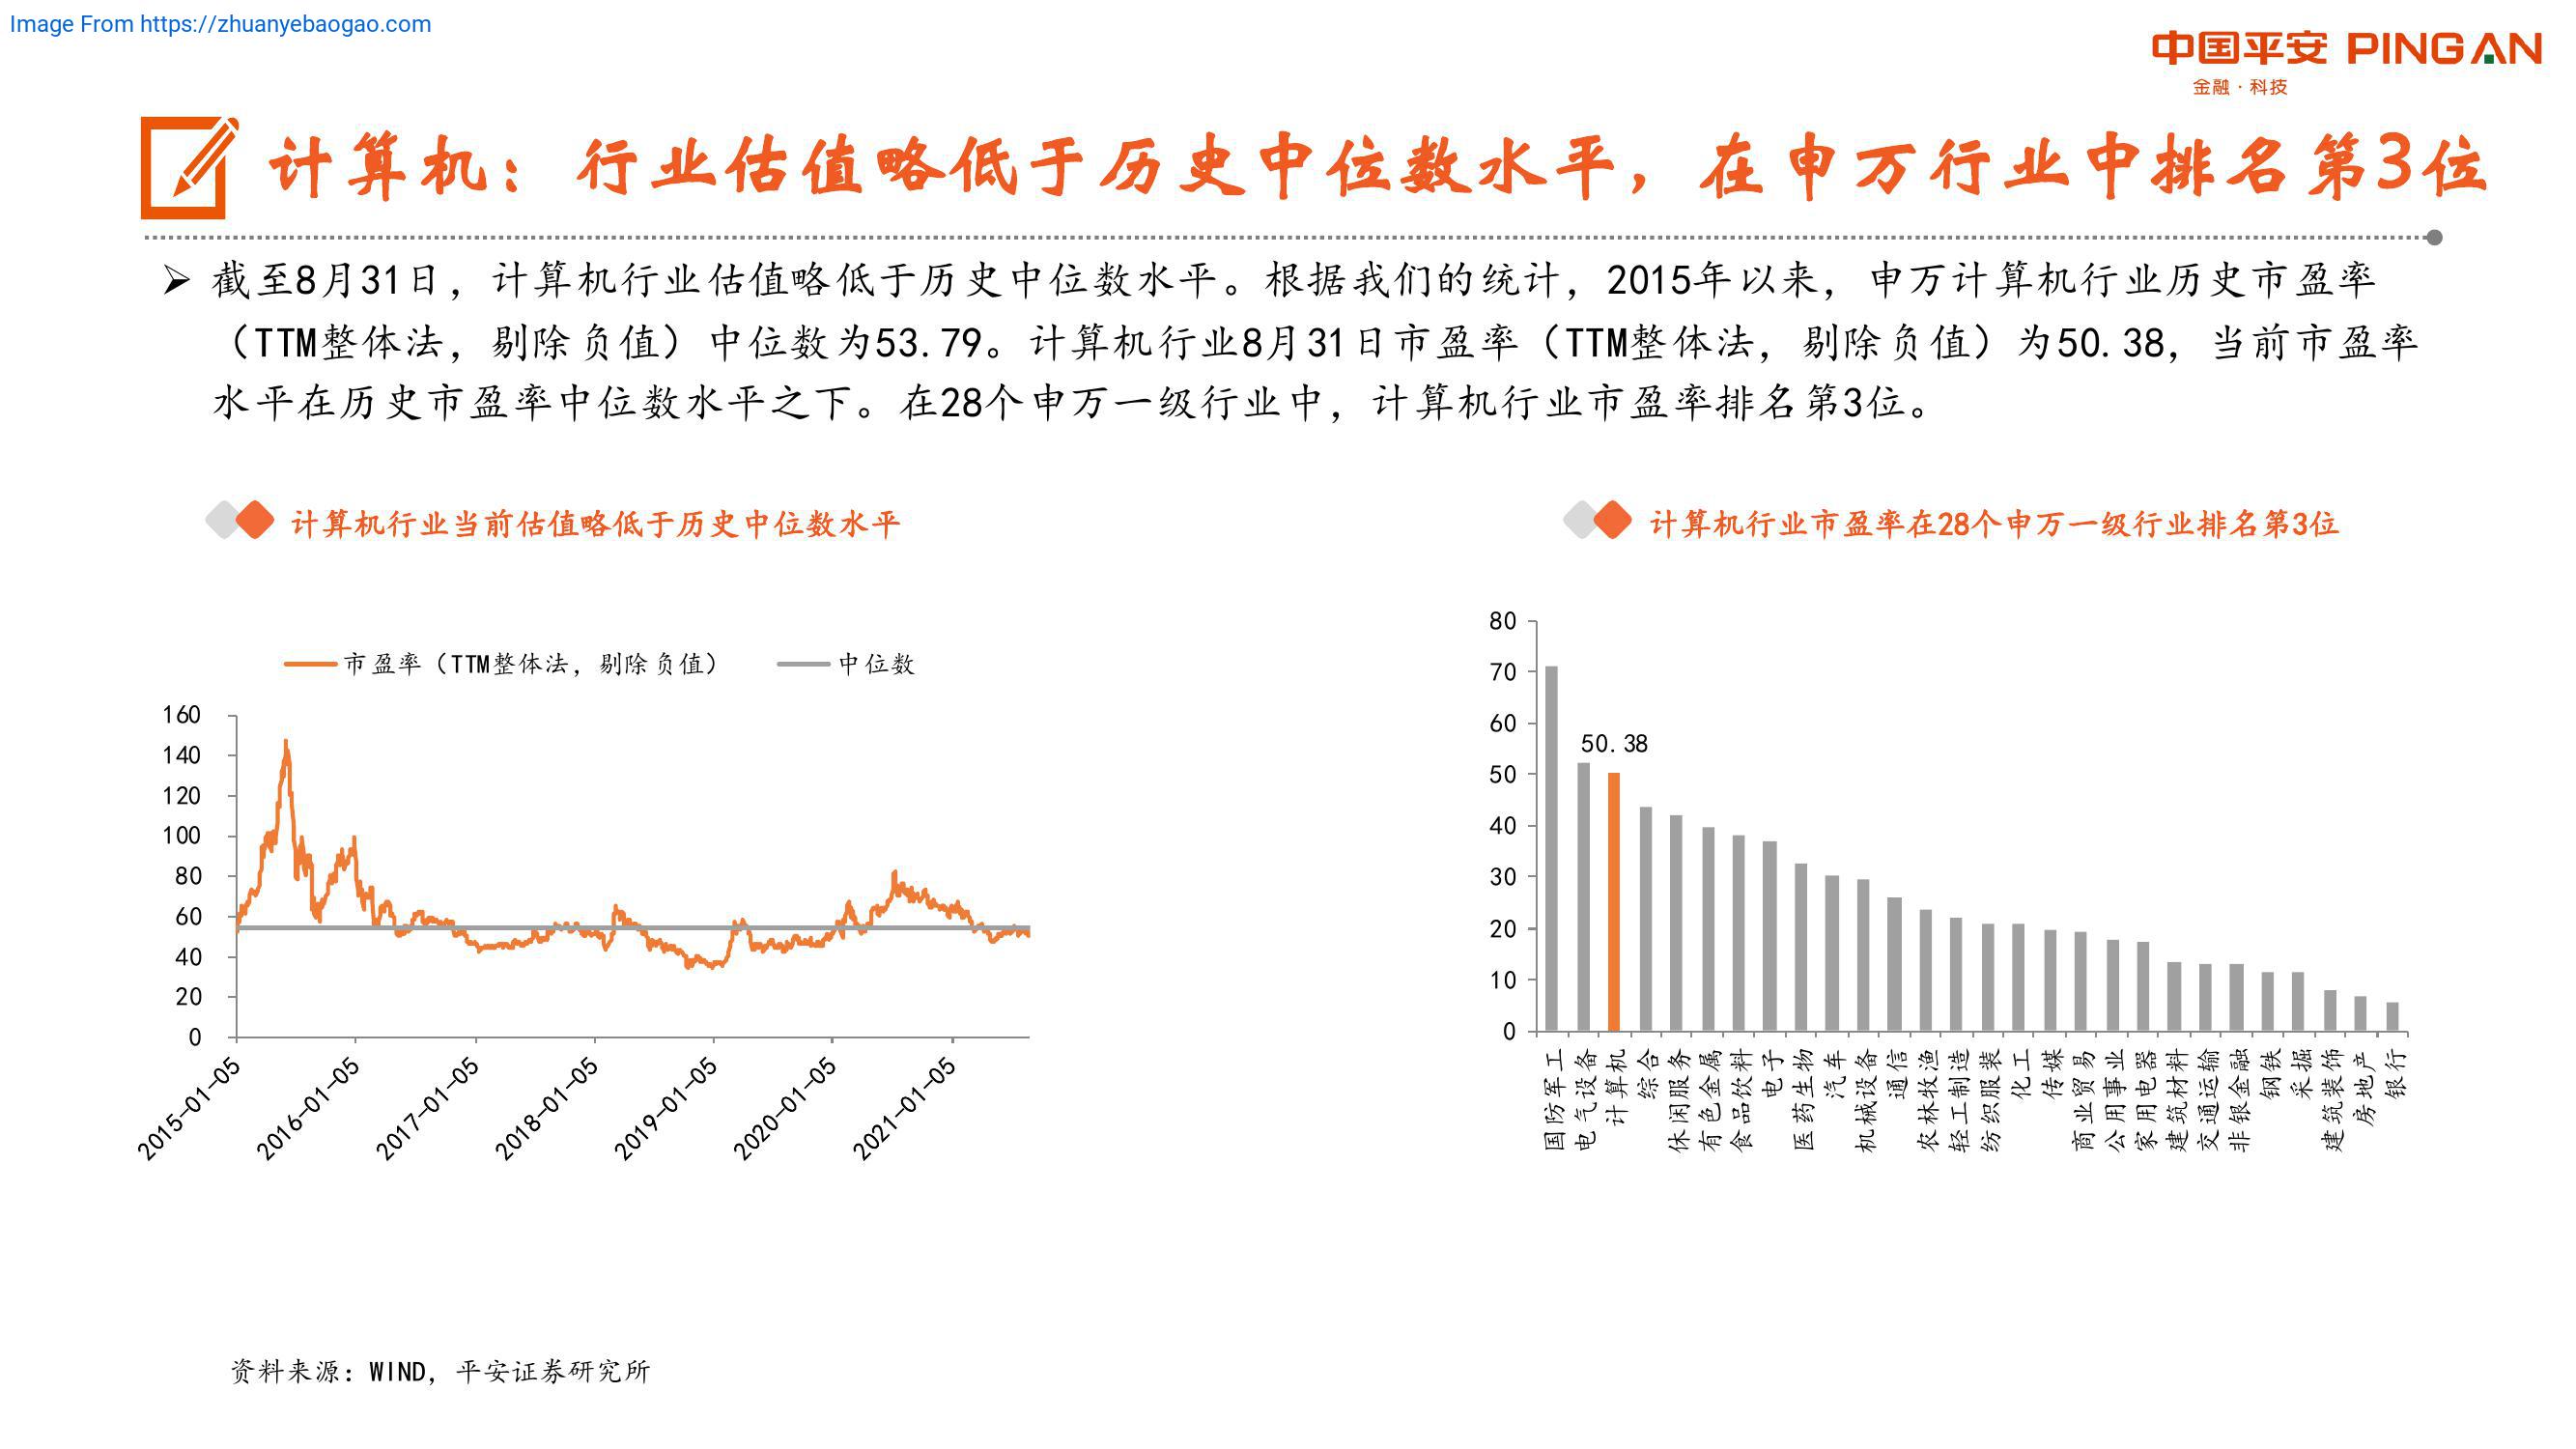 Image From https://zhuanyebaogao.com
中国平安 PINGAN
金融·科技
计算机：行业估值略低于历史中位数水平，在申万行业中排名第3位
截至8月31日，计算机行业估值略低于历史中位数水平。根据我们的统计，2015年以来，申万计算机行业历史市盈率
（TTM整体法，剔除负值）中位数为53.79。计算机行业8月31日市盈率（TTM整体法，剔除负值）为50.38，当前市盈率
水平在历史市盈率中位数水平之下。在28个申万一级行业中，计算机行业市盈率排名第3位。
计算机行业当前估值略低于历史中位数水平
市盈率（TTM整体法，剔除负值）
中位数
160
140
120
100
80
60
40
20
0
2015-01-05
2016-01-05
2017-01-05
2018-01-05
2019-01-05
2020-01-05
2021-01-05
计算机行业市盈率在28个申万一级行业排名第3位
80
70
60
50
40
30
20
10
0
50.38
国防军工
电气设备
计算机
综合
休闲服务
有色金属
食品饮料
电子
医药生物
汽车
机械设备
通信
农林牧渔
轻工制造
纺织服装
化工
传媒
商业贸易
公用事业
家用电器
建筑材料
交通运输
非银金融
钢铁
采掘
建筑装饰
房地产
银行
资料来源：WIND，平安证券研究所